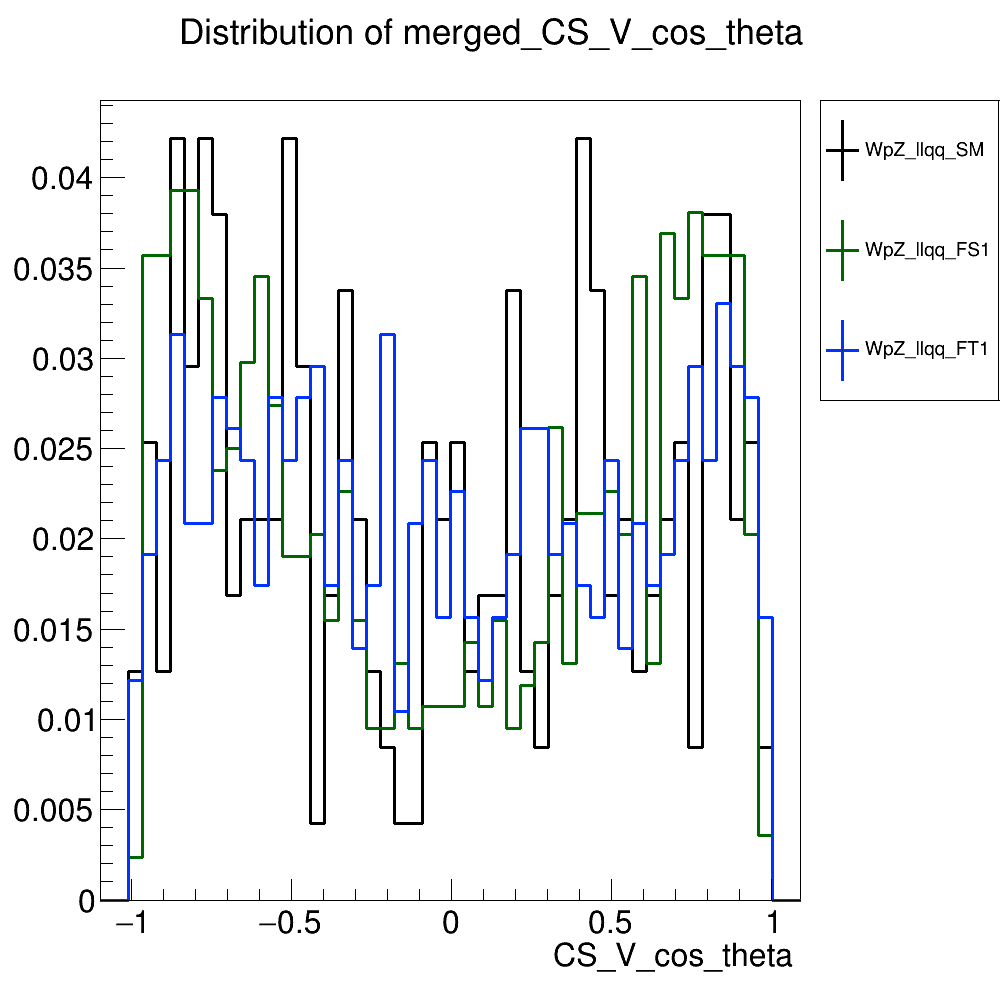 Distribution of merged_CS_V_cos_theta
WpZ_llqq_SM
WpZ_llqq_FS1
WpZ_llqq_FT1
0.04
0.035
0.03
0.025
0.02
0.015
0.01
0.005
0
−1 −0.5 0 0.5 1
CS_V_cos_theta